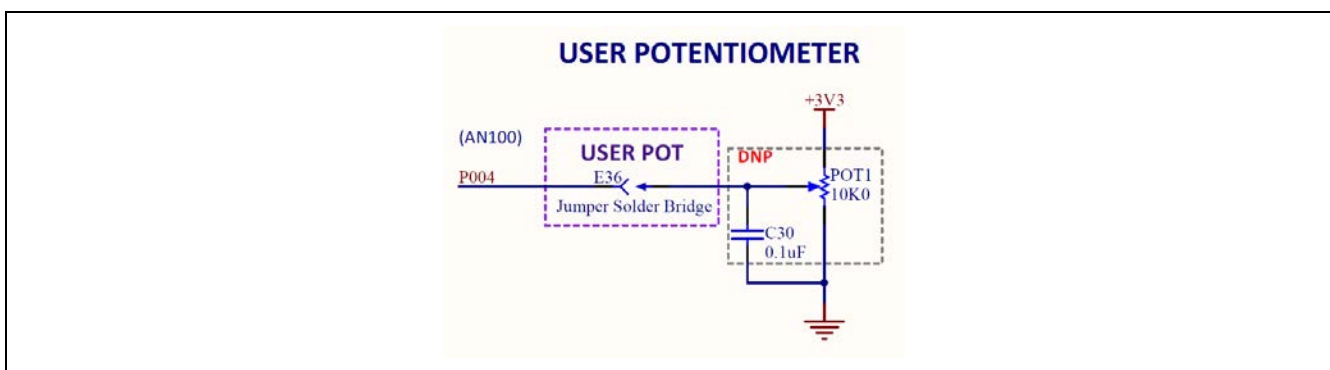 USER POTENTIOMETER
+3V3
(AN100)
USER POT
DNP
P004
E36
POT1
10K0
Jumper Solder Bridge
C30
0.1uF